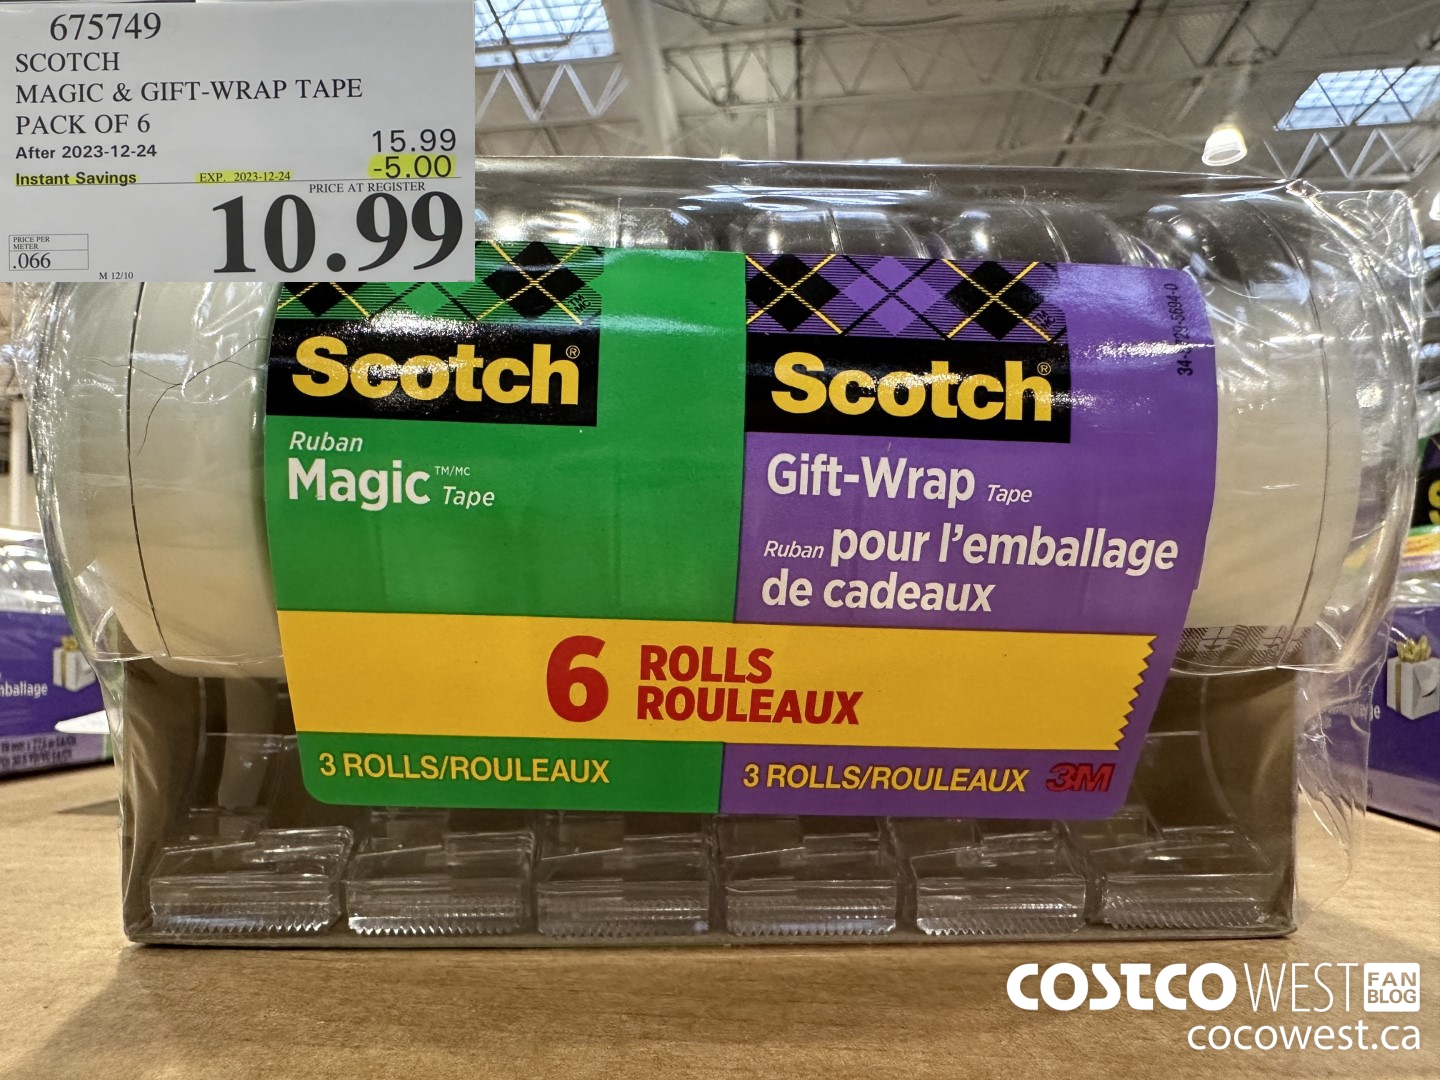 675749
SCOTCH
MAGIC & GIFT-WRAP TAPE
PACK OF 6
After 2023-12-24 15.99
Instant Savings EXP. 2023-12-24 -5.00
PRICE AT REGISTER
10.99
PRICE PER
METER
.066
M 12/10
Scotch®
Ruban
Magic TM/MC Tape
3 ROLLS/ROULEAUX
Scotch®
Gift-Wrap Tape
Ruban pour l'emballage
de cadeaux
6 ROLLS
ROULEAUX
3 ROLLS/ROULEAUX 3M
COSTCO WEST FAN
BLOG
cocowest.ca